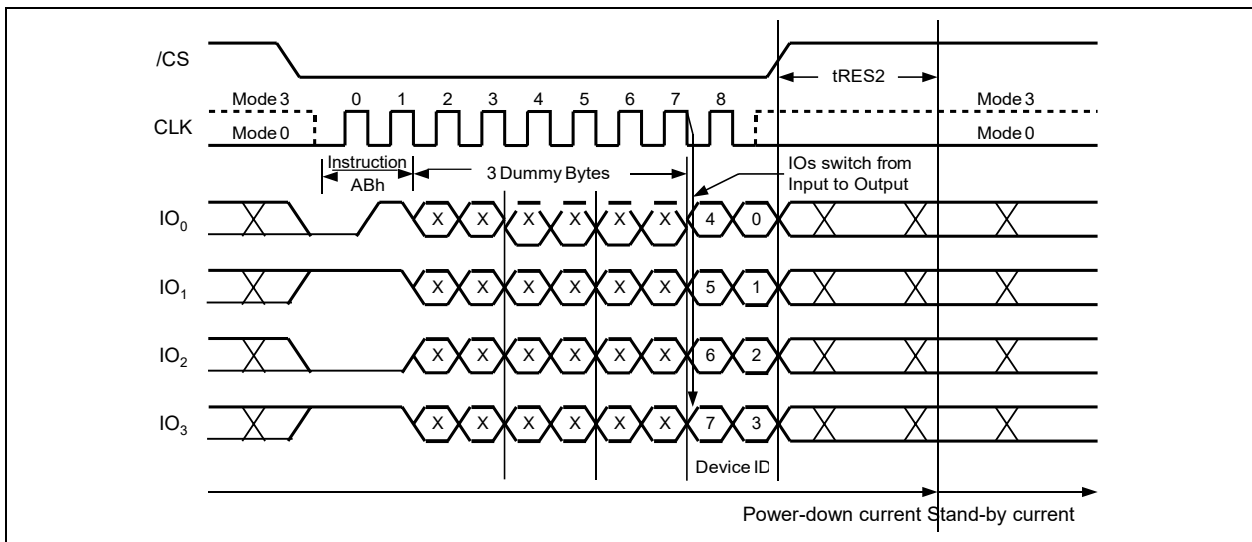 /CS
tRES2
Mode 3 0 1 2 3 4 5 6 7 8 Mode 3
CLK
Mode 0 Mode 0
Instruction
ABh
3 Dummy Bytes
IOs switch from
Input to Output
IO0 X X X X X X 4 0
IO1 X X X X X X 5 1
IO2 X X X X X X 6 2
IO3 X X X X X X 7 3
Device ID
Power-down current Stand-by current